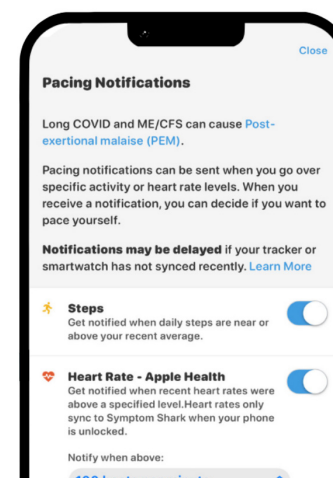 Close
Pacing Notifications
Long COVID and ME/CFS can cause Post-
exertional malaise (PEM).
Pacing notifications can be sent when you go over
specific activity or heart rate levels. When you
receive a notification, you can decide if you want to
pace yourself.
Notifications may be delayed if your tracker or
smartwatch has not synced recently. Learn More
Steps
Get notified when daily steps are near or
above your recent average.
Heart Rate - Apple Health
Get notified when recent heart rates were
above a specified level.Heart rates only
sync to Symptom Shark when your phone
is unlocked.
Notify when above: